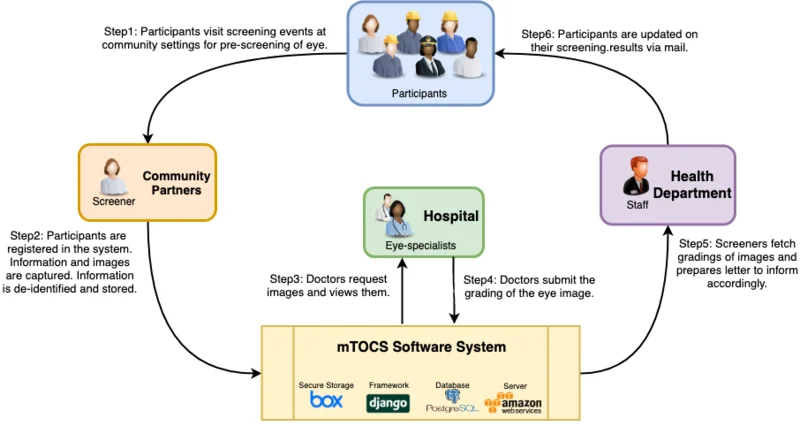 Step1: Participants visit screening events at
community settings for pre-screening of eye.
Step6: Participants are updated on
their screening.results via mail.
Participants
Community
Partners
Screener
Health
Department
Staff
Hospital
Eye-specialists
Step2: Participants are
registered in the system.
Information and images
are captured. Information
is de-identified and stored.
Step3: Doctors request
images and views them.
Step4: Doctors submit the
grading of the eye image.
Step5: Screeners fetch
gradings of images and
prepares letter to inform
accordingly.
mTOCS Software System
Secure Storage
box
Framework
django
Database
PostgreSQL
Server
amazon
webservices